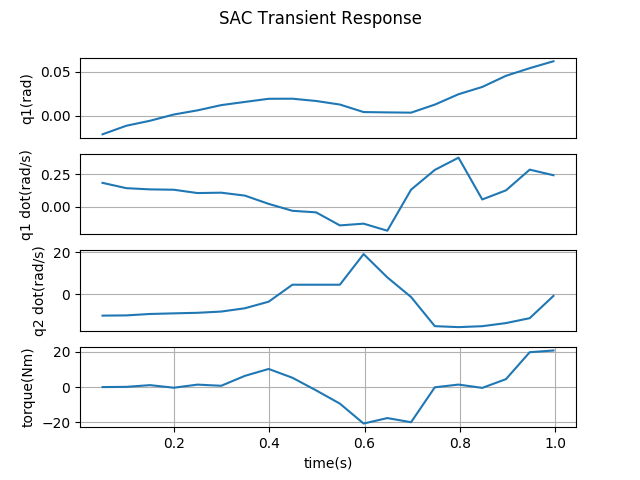 SAC Transient Response
0.05
0.00
q1(rad)
0.25
0.00
q1 dot(rad/s)
20
0
q2 dot(rad/s)
20
0
−20
torque(Nm)
0.2 0.4 0.6 0.8 1.0
time(s)